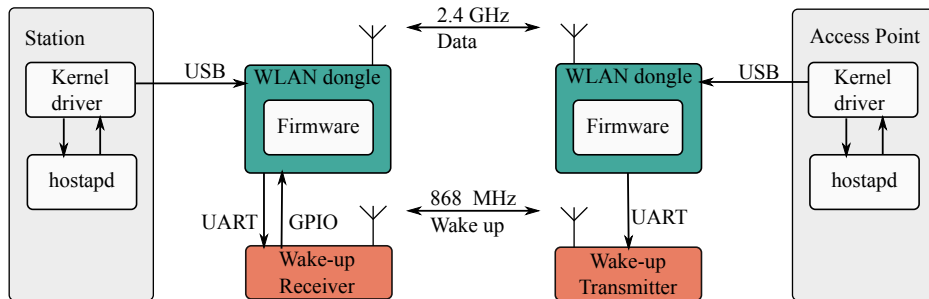 Station
Kernel
driver
hostapd
USB
WLAN dongle
Firmware
UART
GPIO
Wake-up
Receiver
2.4 GHz
Data
868 MHz
Wake up
WLAN dongle
Firmware
UART
Wake-up
Transmitter
USB
Access Point
Kernel
driver
hostapd